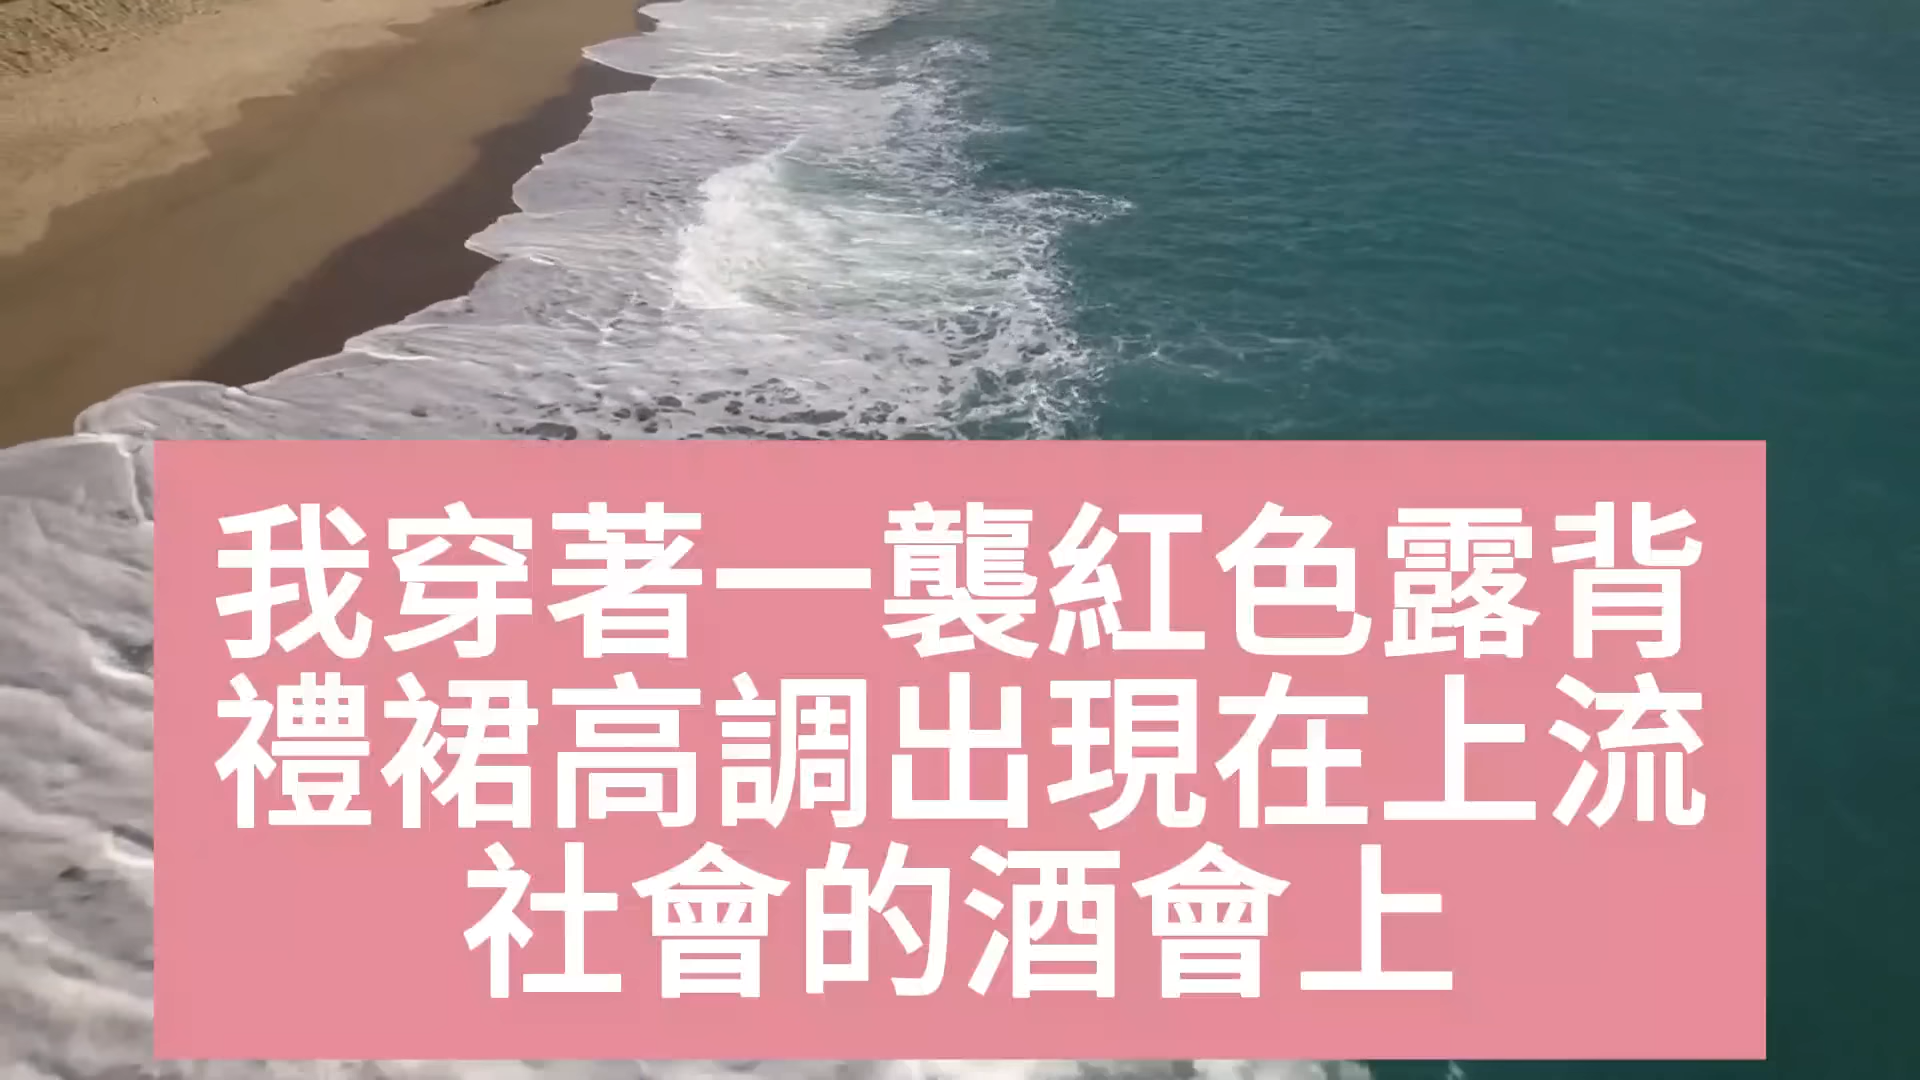 我穿著一襲紅色露背
禮裙高調出現在上流
社會的酒會上